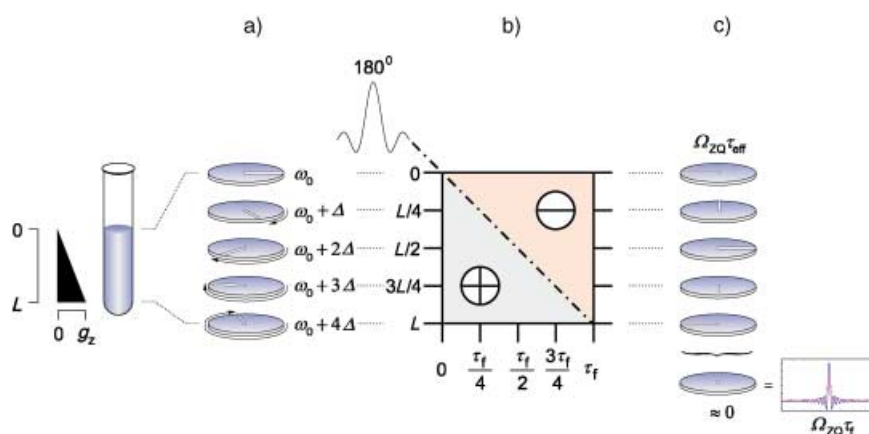 a) b) c)
180⁰
Ω_ZQ τ_eff
0
L
0 g_z
ω₀
ω₀ + Δ
ω₀ + 2Δ
ω₀ + 3Δ
ω₀ + 4Δ
0
L/4
L/2
3L/4
L
0 τ_f/4 τ_f/2 3τ_f/4 τ_f
≈ 0
=
Ω_ZQ τ_f